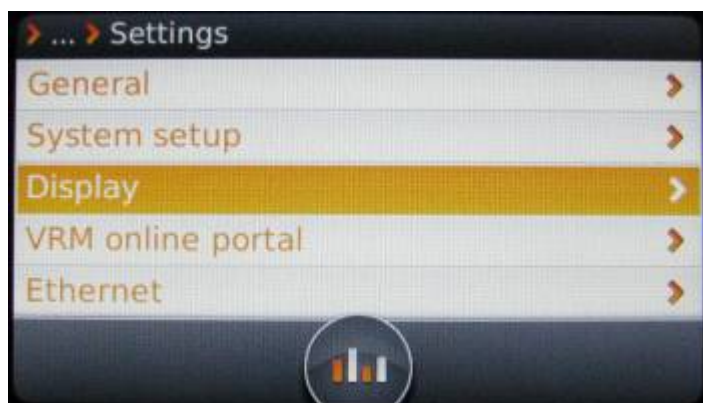 > ... > Settings
General
System setup
Display
VRM online portal
Ethernet